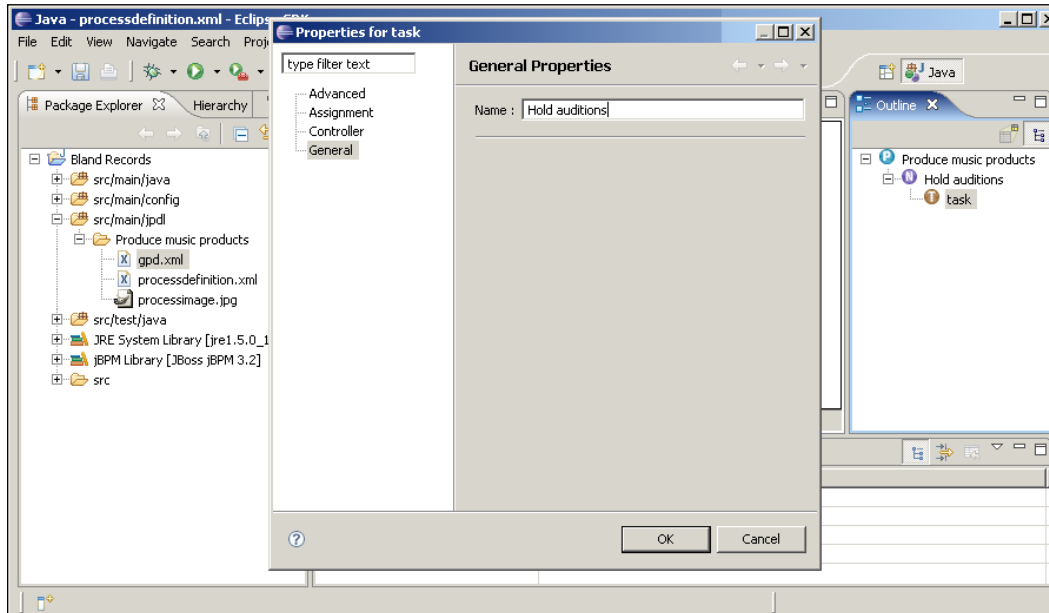 Java - processdefinition.xml - Eclipse SDK
File Edit View Navigate Search
Java
Package Explorer Hierarchy
Bland Records
src/main/java
src/main/config
src/main/jpdl
Produce music products
gpd.xml
processdefinition.xml
processimage.jpg
src/test/java
JRE System Library [jre1.5.0_1
jBPM Library [JBoss jBPM 3.2]
src
Properties for task
type filter text
Advanced
Assignment
Controller
General
General Properties
Name : Hold auditions
OK Cancel
Outline
P Produce music products
N Hold auditions
T task